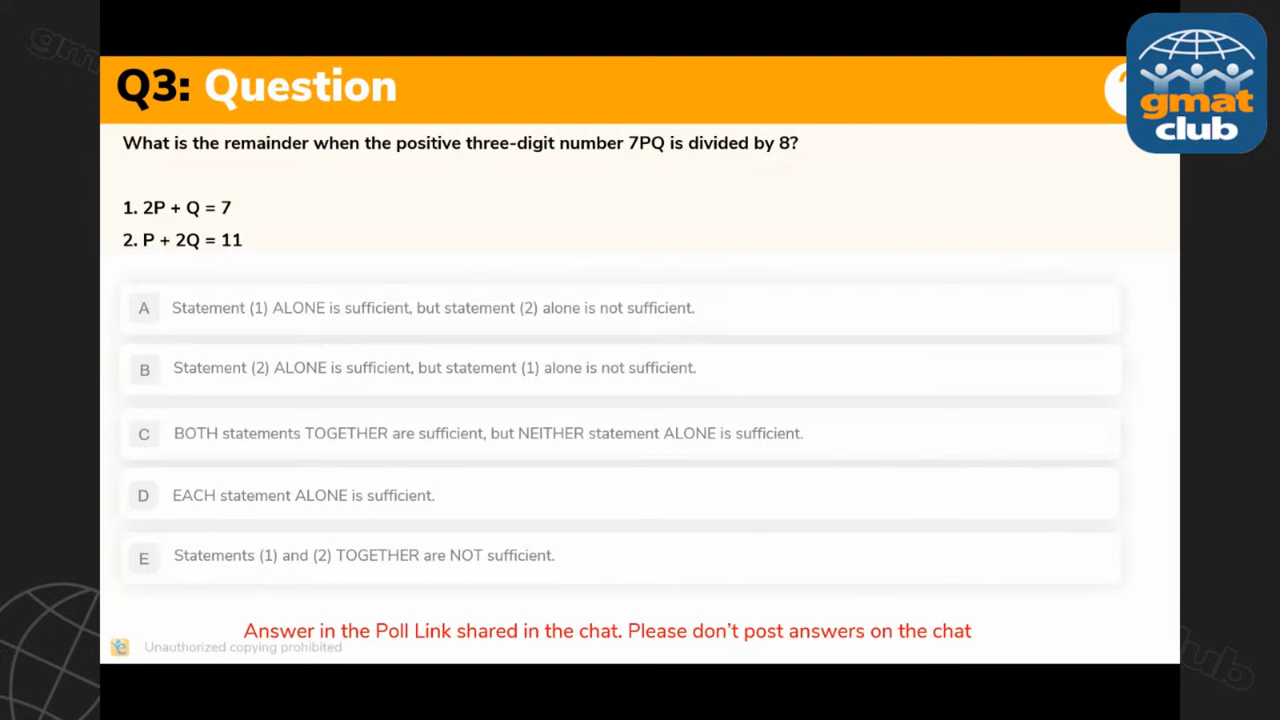 Q3: Question
gmat
club
What is the remainder when the positive three-digit number 7PQ is divided by 8?
1. 2P + Q = 7
2. P + 2Q = 11
A Statement (1) ALONE is sufficient, but statement (2) alone is not sufficient.
B Statement (2) ALONE is sufficient, but statement (1) alone is not sufficient.
C BOTH statements TOGETHER are sufficient, but NEITHER statement ALONE is sufficient.
D EACH statement ALONE is sufficient.
E Statements (1) and (2) TOGETHER are NOT sufficient.
Answer in the Poll Link shared in the chat. Please don't post answers on the chat
Unauthorized copying prohibited